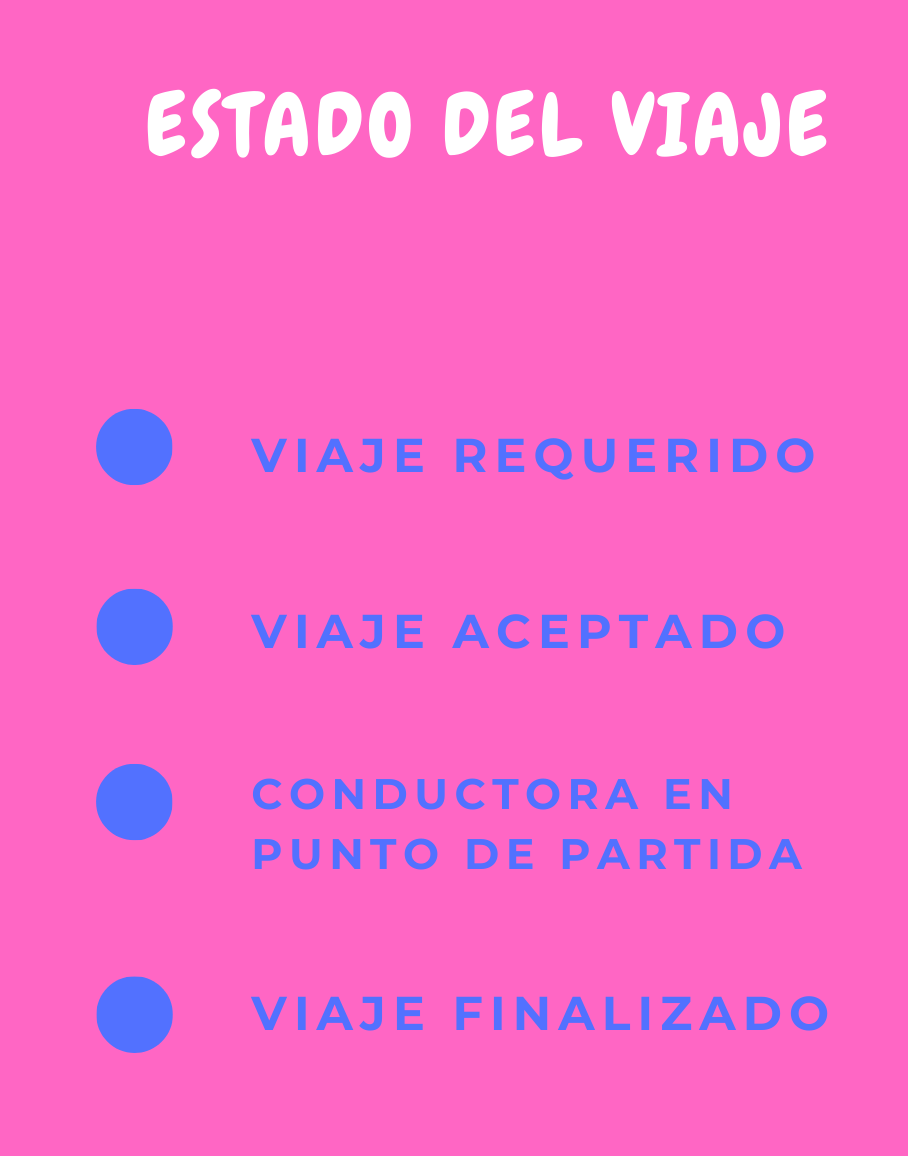 ESTADO DEL VIAJE
VIAJE REQUERIDO
VIAJE ACEPTADO
CONDUCTORA EN
PUNTO DE PARTIDA
VIAJE FINALIZADO